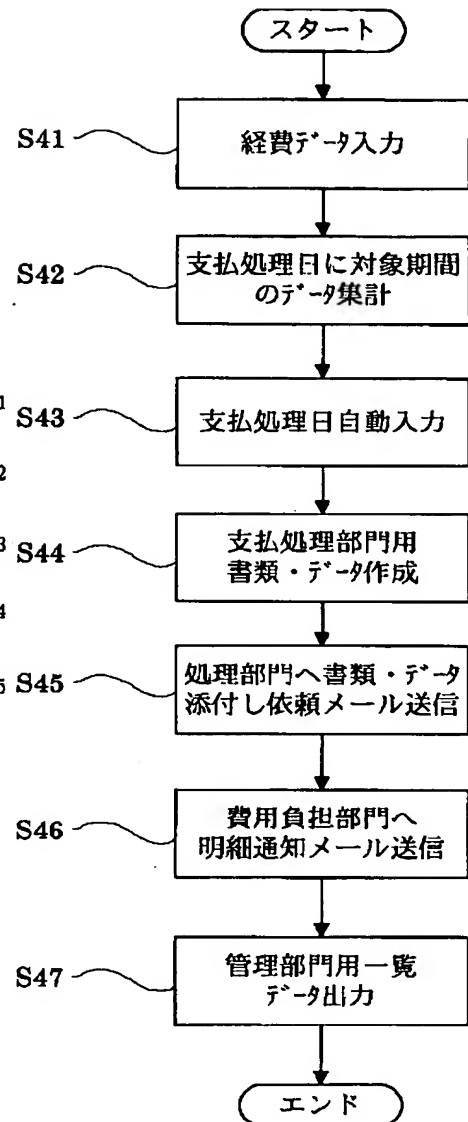 スタート
S41
経費データ入力
S42
支払処理日に対象期間
のデータ集計
1
S43
支払処理日自動入力
2
3
S44
支払処理部門用
書類・データ作成
4
5
S45
処理部門へ書類・データ
添付し依頼メール送信
S46
費用負担部門へ
明細通知メール送信
S47
管理部門用一覧
データ出力
エンド